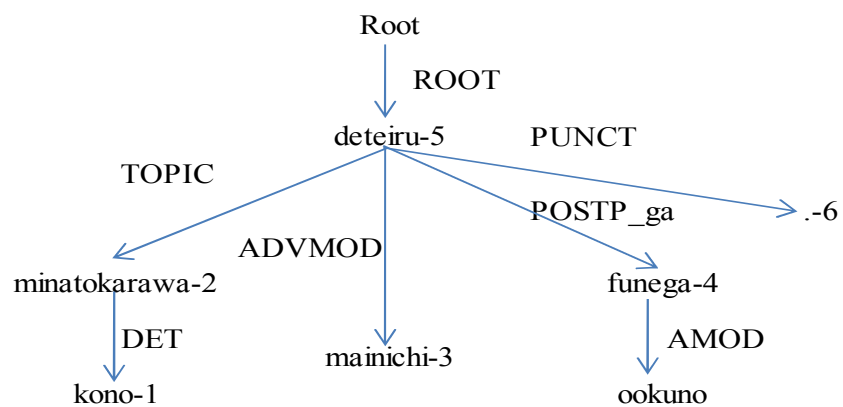 Root
ROOT
deteiru-5
PUNCT
TOPIC
POSTP_ga
.-6
ADVMOD
minatokarawa-2
funega-4
DET
mainichi-3
AMOD
kono-1
ookuno